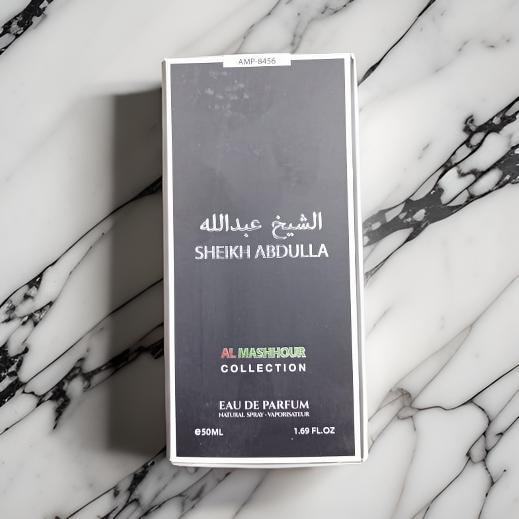 AMP-8456
الشيخ عبدالله
SHEIKH ABDULLA
AL MASHHOUR
COLLECTION
EAU DE PARFUM
NATURAL SPRAY - VAPORISATEUR
e50ML 1.69 FL.OZ